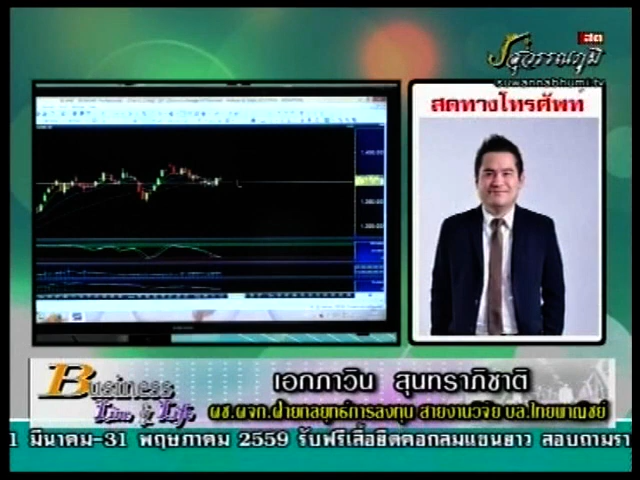 สด
สุวรรณภูมิ
suwannabhumi.tv
สดทางโทรศัพท์
1,400.00
Business
Line & Life
เอกภาวิน สุนทราภิชาติ
ผช.ผจก.ฝ่ายกลยุทธ์การลงทุน สายงานวิจัย บล.ไทยพาณิชย์
1 มีนาคม-31 พฤษภาคม 2559 รับฟรีเสื้อยืดคอกลมแขนยาว สอบถามรา